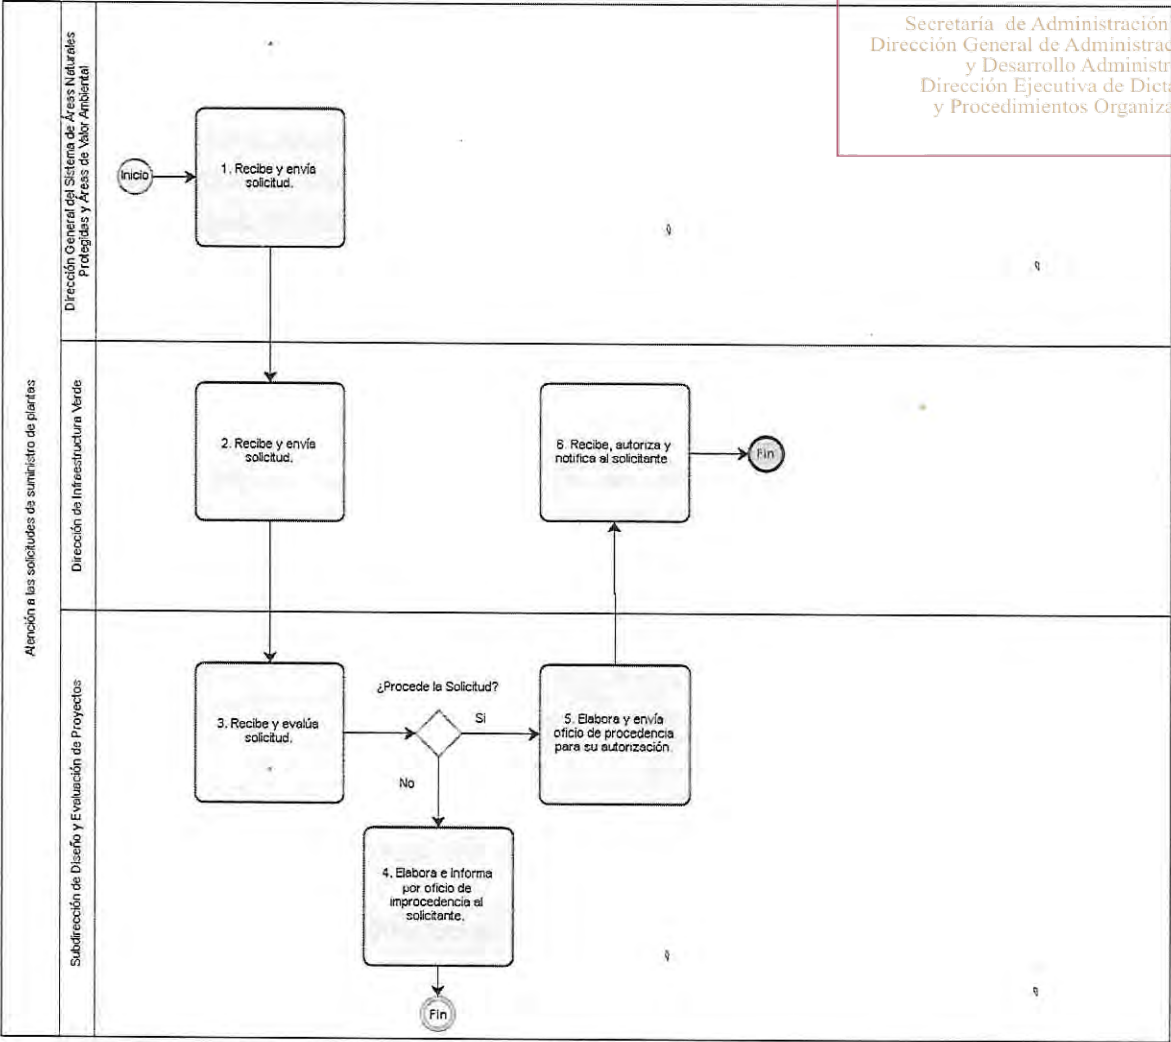 Secretaría de Administración
Dirección General de Administrac
y Desarrollo Administr
Dirección Ejecutiva de Dicta
y Procedimientos Organiza
Atención a las solicitudes de suministro de plantas
Dirección General del Sistema de Áreas Naturales
Protegidas y Áreas de Valor Ambiental
Inicio
1. Recibe y envía
solicitud.
Dirección de Infraestructura Verde
2. Recibe y envía
solicitud.
6. Recibe, autoriza y
notifica al solicitante
Fin
Subdirección de Diseño y Evaluación de Proyectos
3. Recibe y evalúa
solicitud.
¿Procede la Solicitud?
Si
No
5. Elabora y envía
oficio de procedencia
para su autorización.
4. Elabora e informa
por oficio de
improcedencia al
solicitante.
Fin